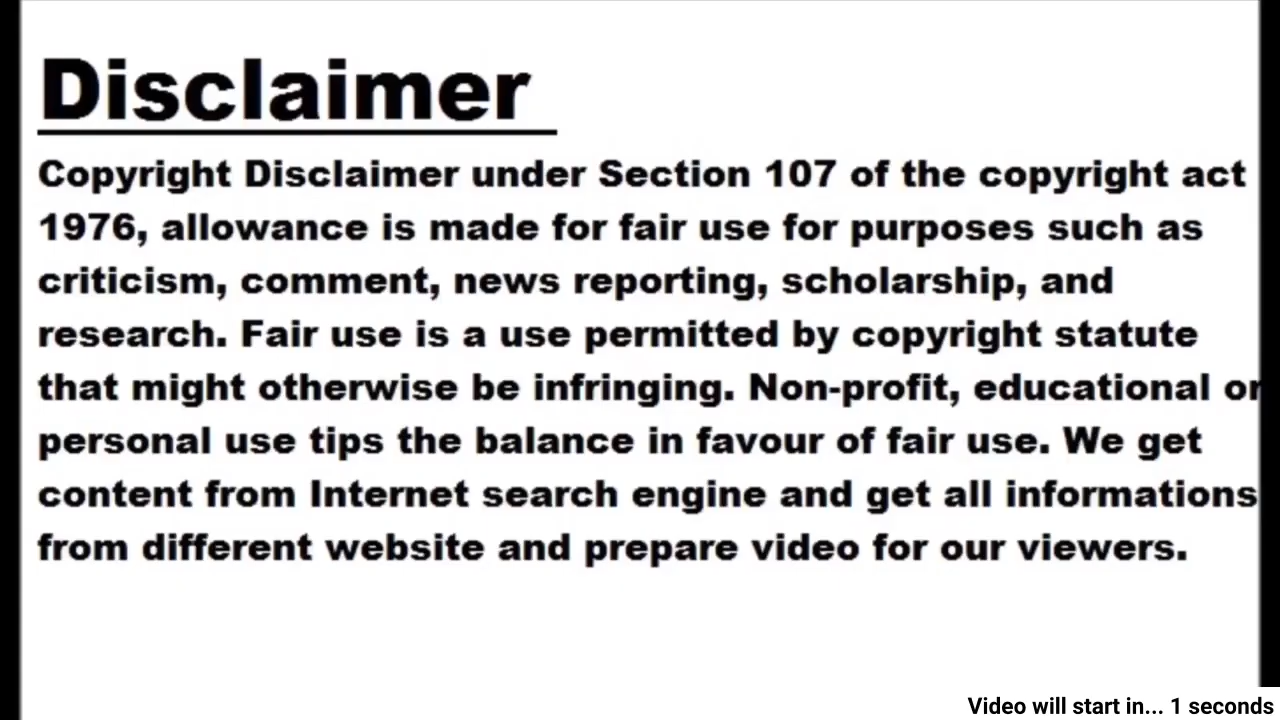 Disclaimer
Copyright Disclaimer under Section 107 of the copyright act
1976, allowance is made for fair use for purposes such as
criticism, comment, news reporting, scholarship, and
research. Fair use is a use permitted by copyright statute
that might otherwise be infringing. Non-profit, educational or
personal use tips the balance in favour of fair use. We get
content from Internet search engine and get all informations
from different website and prepare video for our viewers.
Video will start in... 1 seconds